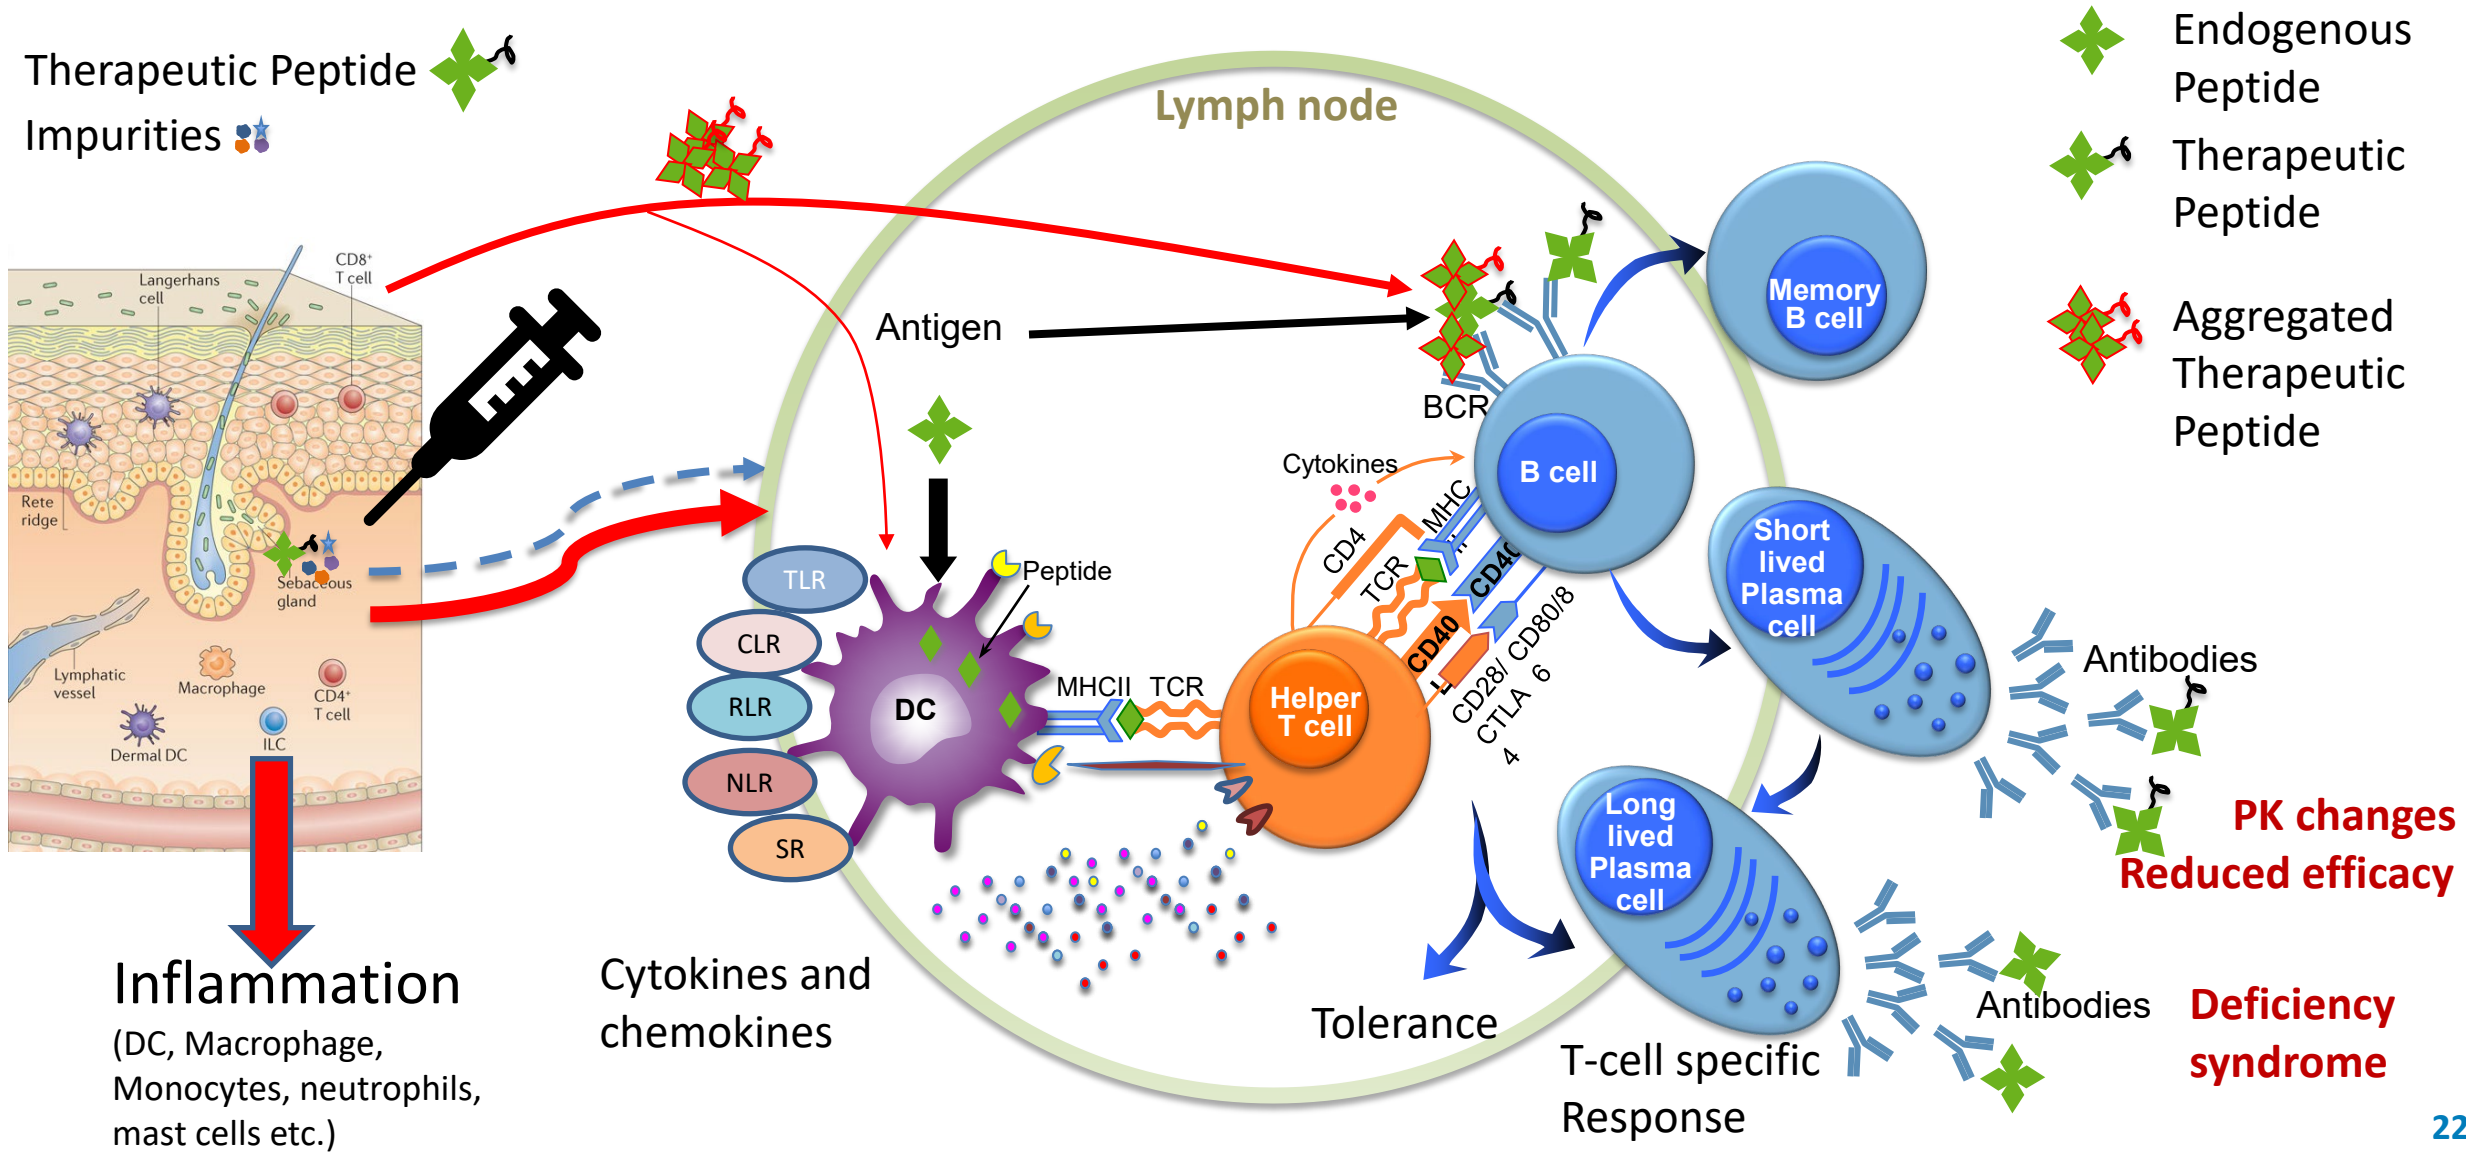 Therapeutic Peptide
Impurities
Lymph node
Endogenous
Peptide
Therapeutic
Peptide
Aggregated
Therapeutic
Peptide
Langerhans
cell
CD8+
T cell
Rete
ridge
Sebaceous
gland
Lymphatic
vessel
Macrophage
CD4+
T cell
Dermal DC
ILC
Inflammation
(DC, Macrophage,
Monocytes, neutrophils,
mast cells etc.)
Antigen
TLR
CLR
RLR
NLR
SR
DC
Peptide
MHCII
TCR
Cytokines and
chemokines
Helper
T cell
Cytokines
CD4
TCR
MHC
II
CD40
CD40
L
CD28/
CTLA
4
CD80/8
6
BCR
B cell
Memory
B cell
Short
lived
Plasma
cell
Long
lived
Plasma
cell
Tolerance
T-cell specific
Response
Antibodies
PK changes
Reduced efficacy
Antibodies
Deficiency
syndrome
22